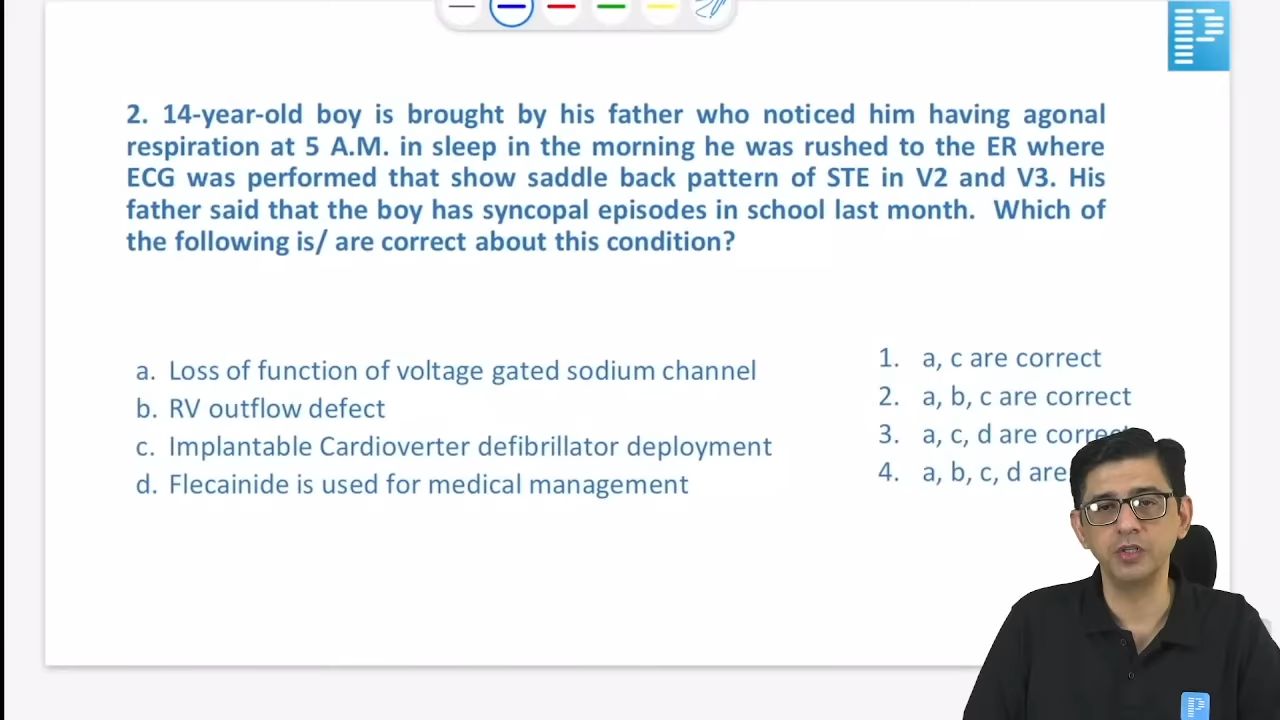 2. 14-year-old boy is brought by his father who noticed him having agonal
respiration at 5 A.M. in sleep in the morning he was rushed to the ER where
ECG was performed that show saddle back pattern of STE in V2 and V3. His
father said that the boy has syncopal episodes in school last month. Which of
the following is/ are correct about this condition?
a. Loss of function of voltage gated sodium channel
b. RV outflow defect
c. Implantable Cardioverter defibrillator deployment
d. Flecainide is used for medical management
1. a, c are correct
2. a, b, c are correct
3. a, c, d are correct
4. a, b, c, d are